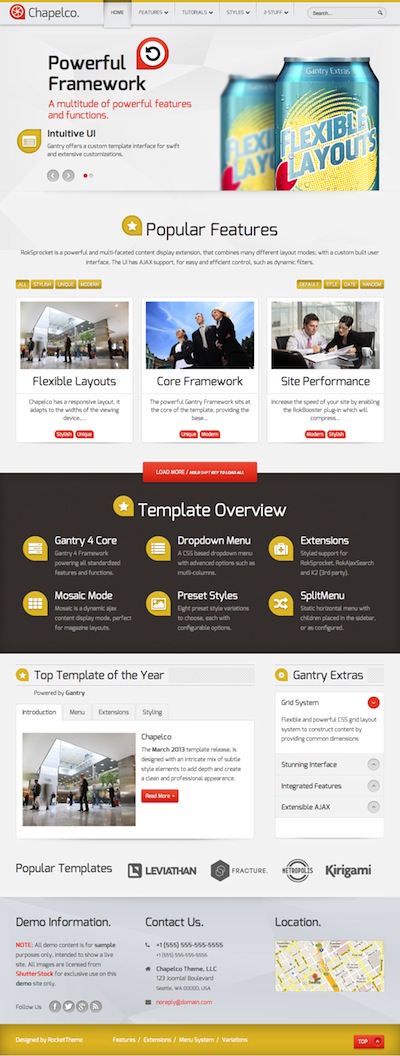 Chapelco.
HOME
FEATURES
TUTORIALS
STYLES
& STUFF
Search...
Powerful
Framework
A multitude of powerful features
and functions.
Intuitive UI
Gantry offers a custom template interface for swift
and extensive customizations.
Gantry Extras
FLEXIBLE
LAYOUTS
Popular Features
RokSprocket is a powerful and multi-faceted content display extension, that combines many different layout modes; with a custom built user
interface. The UI has AJAX support, for easy and efficient control, such as dynamic filters.
ALL STYLISH UNIQUE MODERN
DEFAULT TITLE DATE RANDOM
Flexible Layouts
Chapelco has a responsive layout, it
adapts to the widths of the viewing
device,...
Stylish Unique
Core Framework
The powerful Gantry Framework sits at
the core of the template, providing the
base...
Unique Modern
Site Performance
Increase the speed of your site by enabling
the RokBooster plug-in which will
compress...
Modern Stylish
LOAD MORE / HOLD SHIFT KEY TO LOAD ALL
Template Overview
Gantry 4 Core
Gantry 4 Framework
powering all standardized
features and functions.
Dropdown Menu
A CSS based dropdown menu
with advanced options such as
mutli-columns.
Extensions
Styled support for
RokSprocket, RokAjaxSearch
and K2 (3rd party).
Mosaic Mode
Mosaic is a dynamic ajax
content display mode, perfect
for magazine layouts.
Preset Styles
Eight preset style variations
to choose, each with
configurable options.
SplitMenu
Static horizontal menu with
children placed in the sidebar,
or as configured.
Top Template of the Year
Powered by Gantry
Introduction
Menu
Extensions
Styling
Chapelco
The March 2013 template release, is
designed with an intricate mix of subtle
style elements to add depth and create
a clean and professional appearance.
Read More >
Gantry Extras
Grid System
Flexible and powerful CSS grid layout
system to construct content by
providing common dimensions
Stunning Interface
Integrated Features
Extensible AJAX
Popular Templates
LEVIATHAN
FRACTURE.
METROPOLIS
Kirigami
Demo Information.
NOTE: All demo content is for sample
purposes only, intended to show a live
site. All images are licensed from
ShutterStock for exclusive use on this
demo site only.
Follow Us
Contact Us.
+1 (555) 555-555-5555
+1 (555) 555-555-5556
Chapelco Theme, LLC
123 Joomla! Boulevard
Seattle, WA 00000, USA
noreply@domain.com
Location.
Designed by RocketTheme
Features / Extensions / Menu System / Variations
TOP